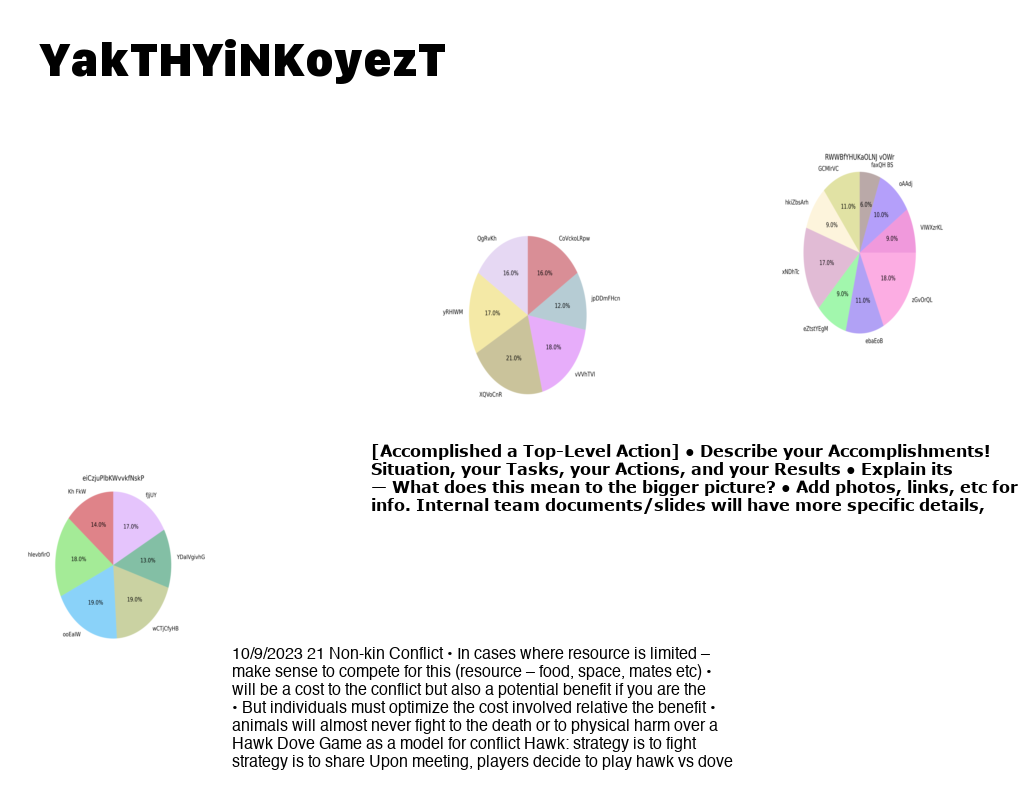 YakTHYiNKoyezT
RWWBfYHUKaOLNJ vOWr
faxQH BS
GCMirVC
oAAdj
hkiZbsArh
VIWXzrKL
xNDhTc
zGvOrQL
eZtstYEgM
ebaEoB
11.0%
6.0%
10.0%
9.0%
9.0%
17.0%
18.0%
9.0%
11.0%
QgRvKh
CoVckoLRpw
jpDDmFHcn
yRHIWM
vVVhTVI
XQVoCnR
16.0%
16.0%
12.0%
17.0%
18.0%
21.0%
[Accomplished a Top-Level Action] ● Describe your Accomplishments!
Situation, your Tasks, your Actions, and your Results ● Explain its
— What does this mean to the bigger picture? ● Add photos, links, etc for
info. Internal team documents/slides will have more specific details,
eiCzjuPlbKWvvkfNskP
Kh FkW
fjjUY
hlevbfirO
YDalVgivhG
ooEaIW
wCTjCfyHB
14.0%
17.0%
18.0%
13.0%
19.0%
19.0%
10/9/2023 21 Non-kin Conflict • In cases where resource is limited –
make sense to compete for this (resource – food, space, mates etc) •
will be a cost to the conflict but also a potential benefit if you are the
• But individuals must optimize the cost involved relative the benefit •
animals will almost never fight to the death or to physical harm over a
Hawk Dove Game as a model for conflict Hawk: strategy is to fight
strategy is to share Upon meeting, players decide to play hawk vs dove